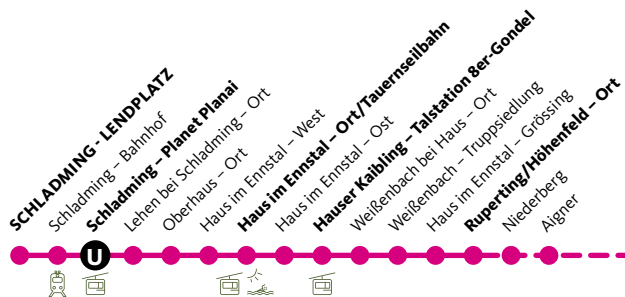 SCHLADMING- LENDPLATZ
Schladming – Bahnhof
Schladming – Planet Planai
Lehen bei Schladming – Ort
Oberhaus – Ort
Haus im Ennstal – West
Haus im Ennstal – Ort/Tauernseilbahn
Haus im Ennstal – Ost
Hauser Kaibling – Talstation 8er-Gondel
Weißenbach bei Haus – Ort
Weißenbach – Truppsiedlung
Haus im Ennstal – Grössing
Ruperting/Höhenfeld – Ort
Niederberg
Aigner
U